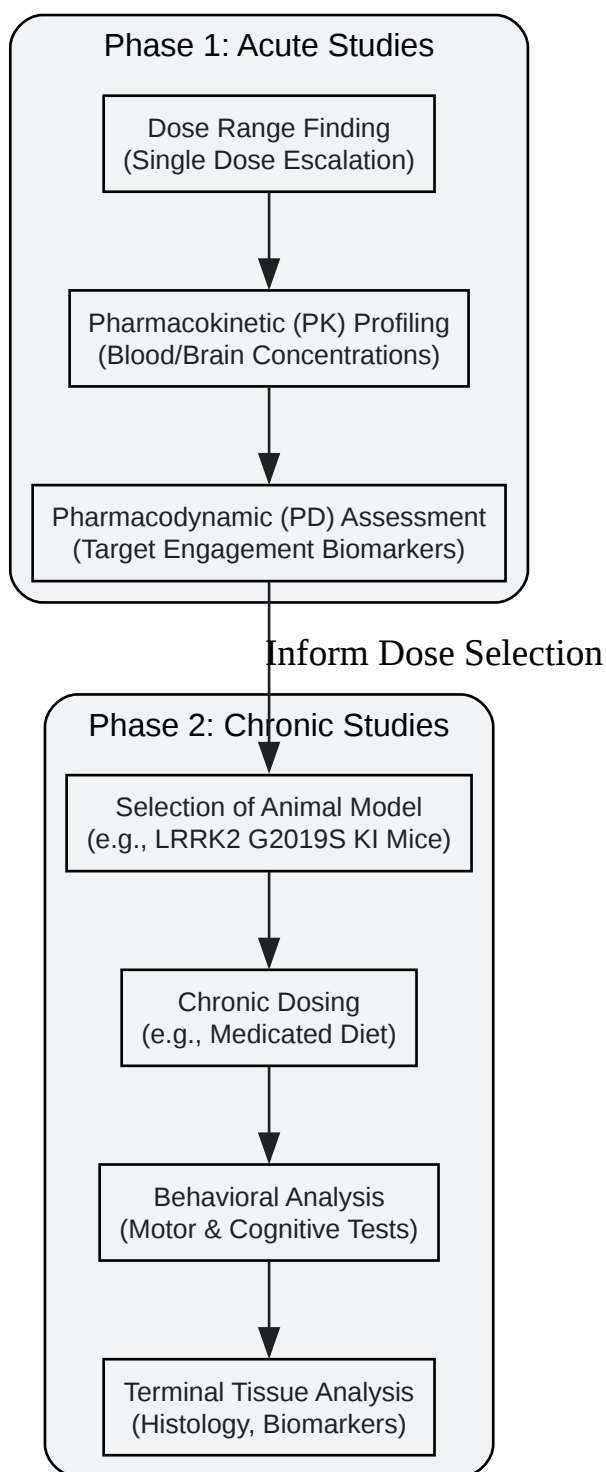 Phase 1: Acute Studies
Dose Range Finding
(Single Dose Escalation)
Pharmacokinetic (PK) Profiling
(Blood/Brain Concentrations)
Pharmacodynamic (PD) Assessment
(Target Engagement Biomarkers)
Inform Dose Selection
Phase 2: Chronic Studies
Selection of Animal Model
(e.g., LRRK2 G2019S KI Mice)
Chronic Dosing
(e.g., Medicated Diet)
Behavioral Analysis
(Motor & Cognitive Tests)
Terminal Tissue Analysis
(Histology, Biomarkers)